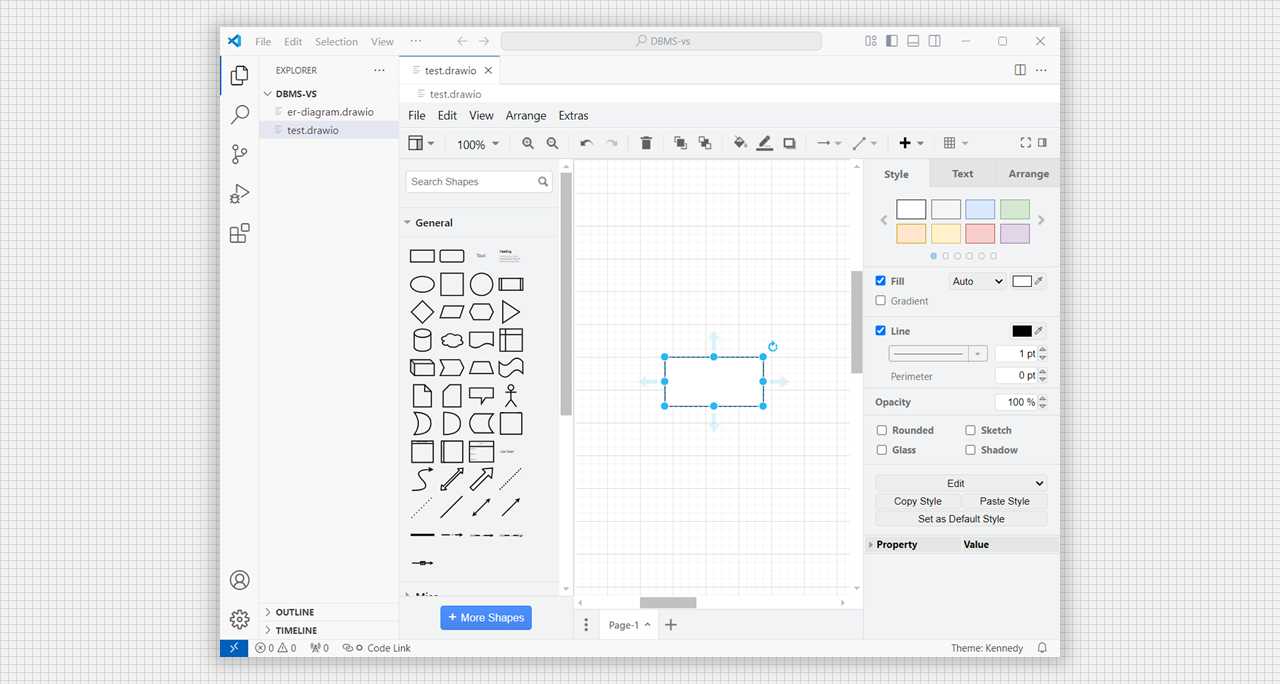 File Edit Selection View ··· DBMS-vs
EXPLORER ···
DBMS-VS
er-diagram.drawio
test.drawio
OUTLINE
TIMELINE
test.drawio
test.drawio
File Edit View Arrange Extras
100%
Search Shapes
General
Text
Heading
List Item
Misc
+ More Shapes
Page-1
Style Text Arrange
Fill Auto
Gradient
Line
1 pt
Perimeter 0 pt
Opacity 100 %
Rounded Sketch
Glass Shadow
Edit
Copy Style Paste Style
Set as Default Style
Property Value
0 0 0 Code Link Theme: Kennedy